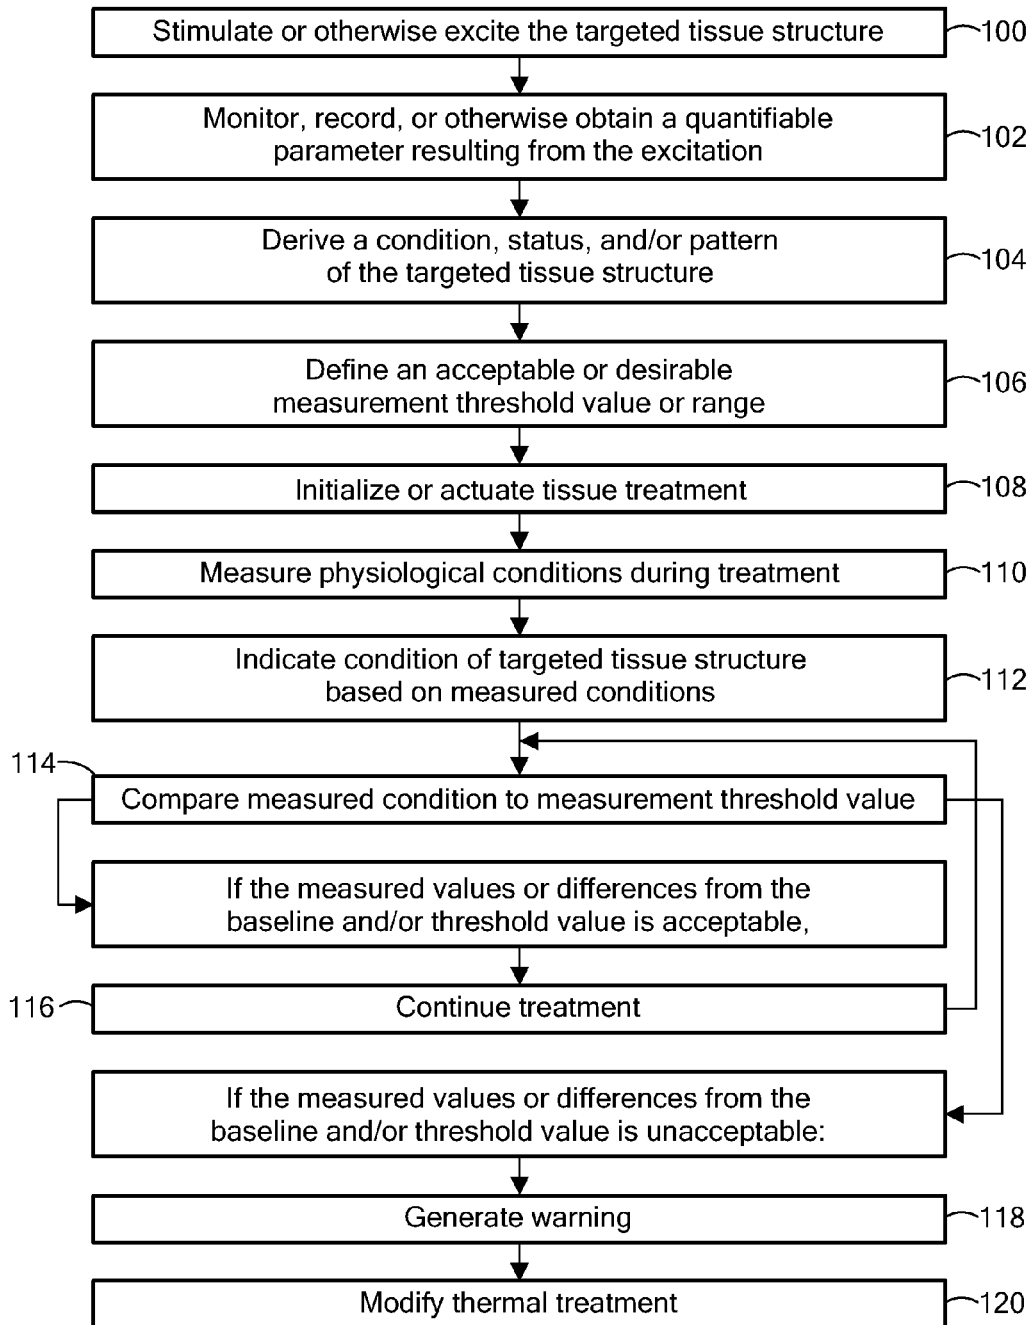 Stimulate or otherwise excite the targeted tissue structure
100
Monitor, record, or otherwise obtain a quantifiable
parameter resulting from the excitation
102
Derive a condition, status, and/or pattern
of the targeted tissue structure
104
Define an acceptable or desirable
measurement threshold value or range
106
Initialize or actuate tissue treatment
108
Measure physiological conditions during treatment
110
Indicate condition of targeted tissue structure
based on measured conditions
112
114
Compare measured condition to measurement threshold value
If the measured values or differences from the
baseline and/or threshold value is acceptable,
116
Continue treatment
If the measured values or differences from the
baseline and/or threshold value is unacceptable:
Generate warning
118
Modify thermal treatment
120